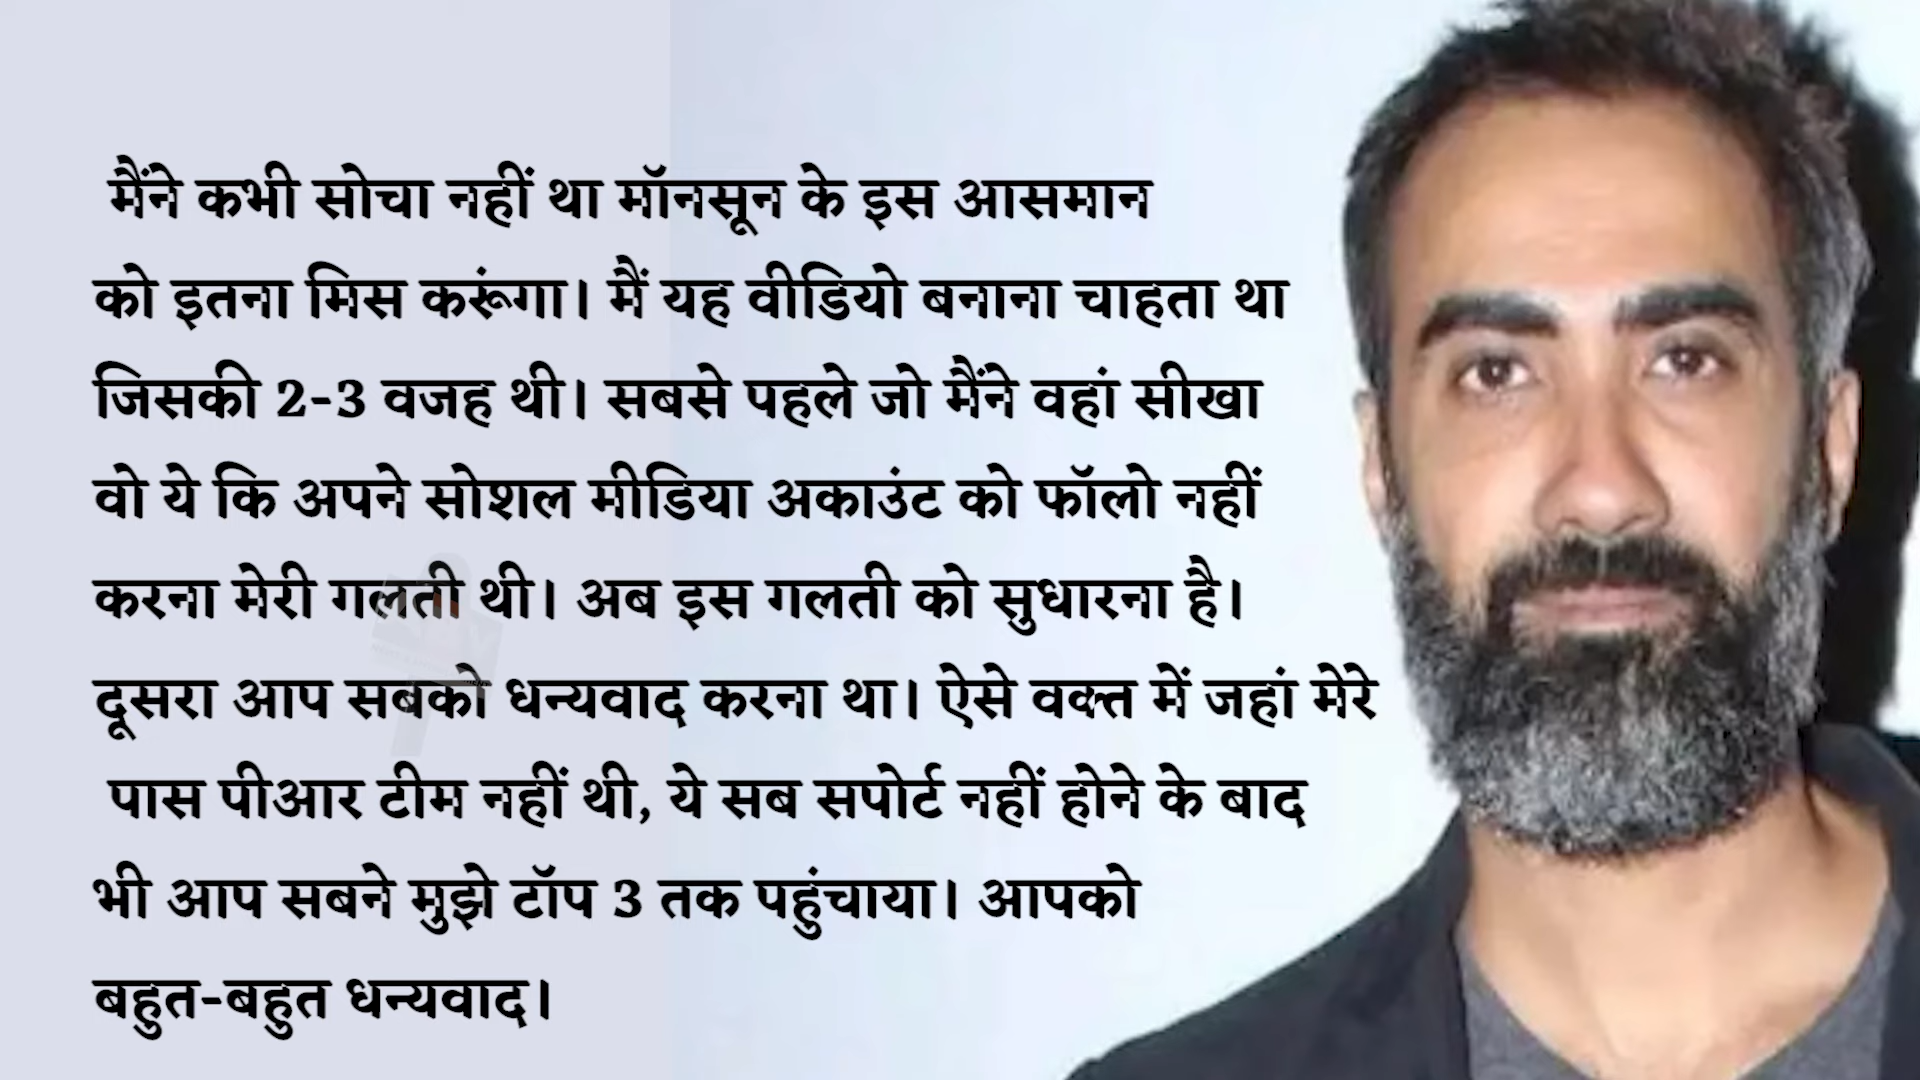 मैंने कभी सोचा नहीं था मॉनसून के इस आसमान
को इतना मिस करूंगा। मैं यह वीडियो बनाना चाहता था
जिसकी 2-3 वजह थी। सबसे पहले जो मैंने वहां सीखा
वो ये कि अपने सोशल मीडिया अकाउंट को फॉलो नहीं
करना मेरी गलती थी। अब इस गलती को सुधारना है।
दूसरा आप सबको धन्यवाद करना था। ऐसे वक्त में जहां मेरे
पास पीआर टीम नहीं थी, ये सब सपोर्ट नहीं होने के बाद
भी आप सबने मुझे टॉप 3 तक पहुंचाया। आपको
बहुत-बहुत धन्यवाद।